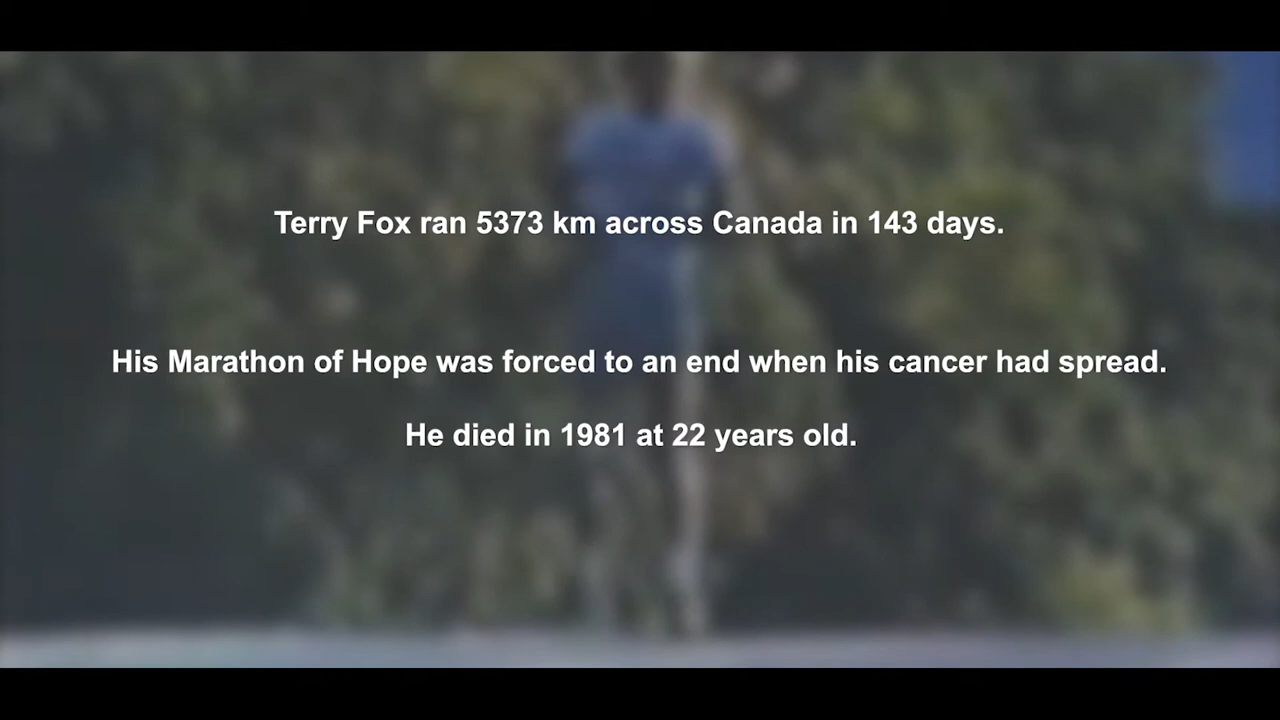 Terry Fox ran 5373 km across Canada in 143 days.
His Marathon of Hope was forced to an end when his cancer had spread.
He died in 1981 at 22 years old.